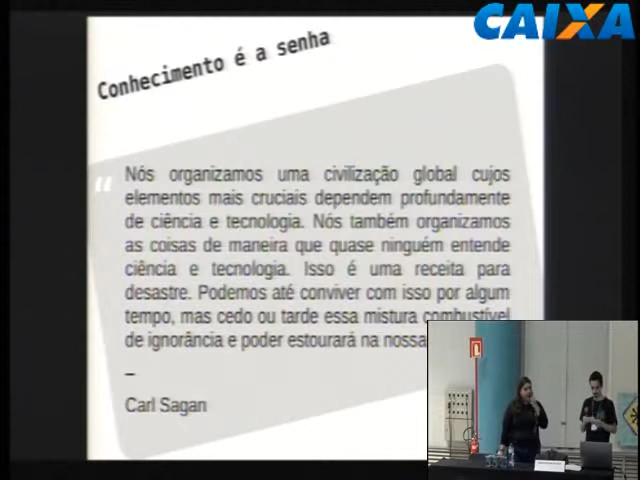 CAIXA
Conhecimento é a senha
“
Nós organizamos uma civilização global cujos
elementos mais cruciais dependem profundamente
de ciência e tecnologia. Nós também organizamos
as coisas de maneira que quase ninguém entende
ciência e tecnologia. Isso é uma receita para
desastre. Podemos até conviver com isso por algum
tempo, mas cedo ou tarde essa mistura combustível
de ignorância e poder estourará na nossa
–
Carl Sagan